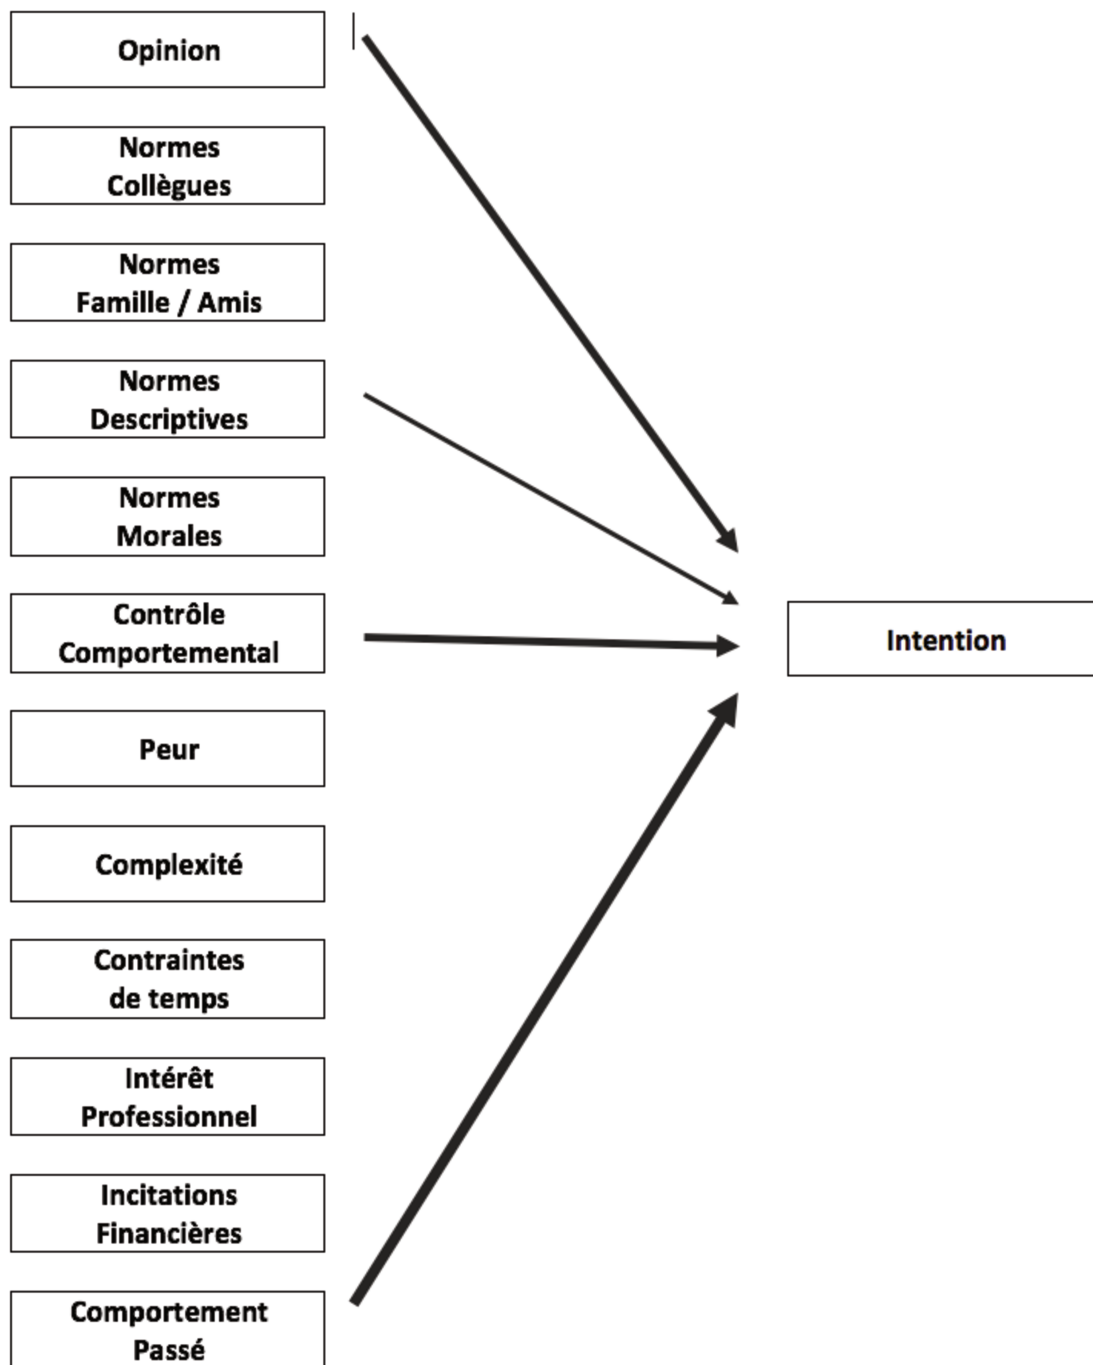 Opinion
Normes
Collègues
Normes
Famille / Amis
Normes
Descriptives
Normes
Morales
Contrôle
Comportemental
Intention
Peur
Complexité
Contraintes
de temps
Intérêt
Professionnel
Incitations
Financières
Comportement
Passé